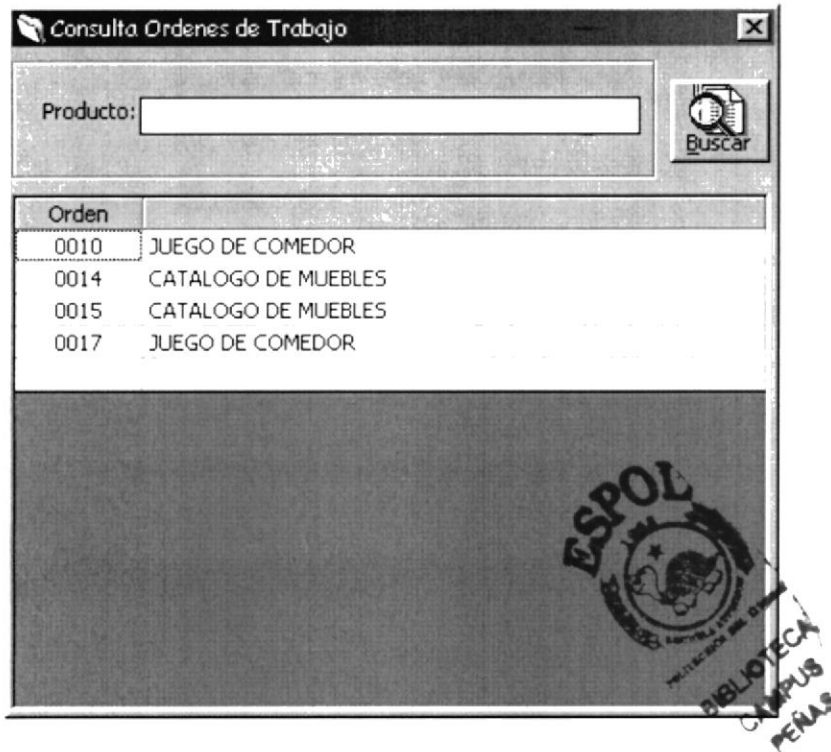 Consulta Ordenes de Trabajo
Producto:
Buscar
Orden
0010 JUEGO DE COMEDOR
0014 CATALOGO DE MUEBLES
0015 CATALOGO DE MUEBLES
0017 JUEGO DE COMEDOR
ESPOL
BIBLIOTECA
CAMPUS
PEÑAS